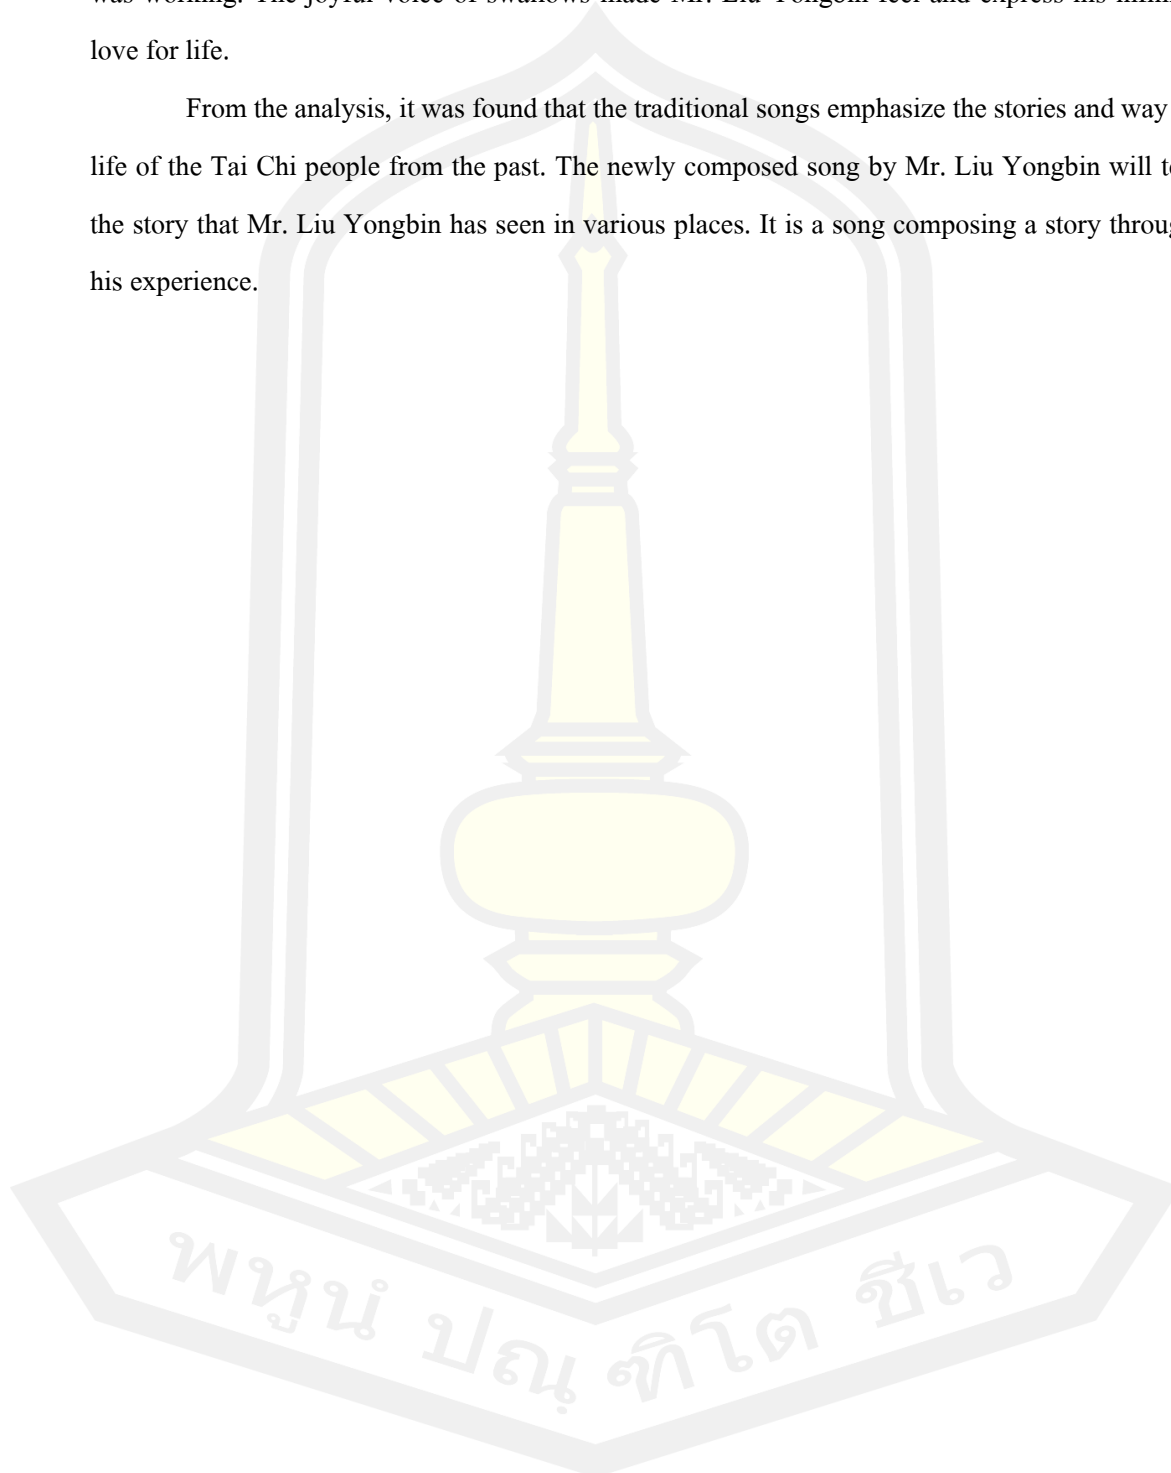 was working. The joyful voice of swallows made Mr. Liu Yongbin feel and express his
love for life.
From the analysis, it was found that the traditional songs emphasize the stories and way
life of the Tai Chi people from the past. The newly composed song by Mr. Liu Yongbin will
the story that Mr. Liu Yongbin has seen in various places. It is a song composing a story
his experience.
พหูนํ ปณฺฑิโต ชีเว